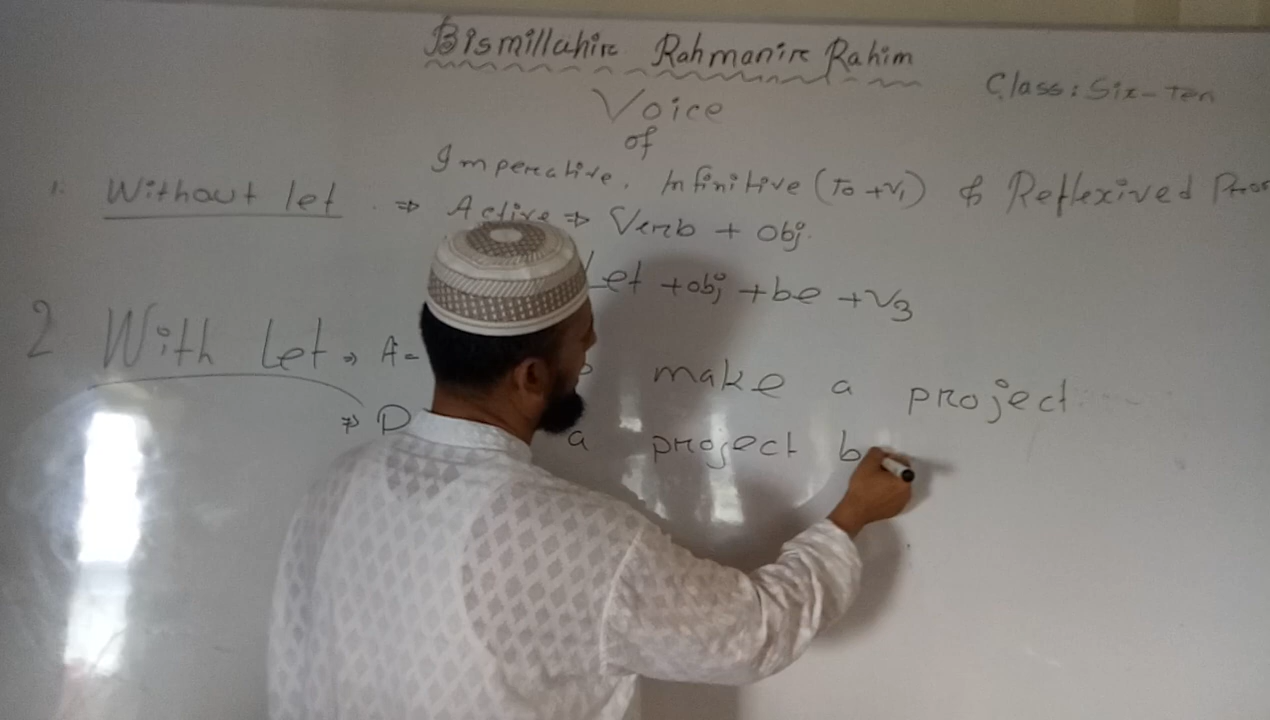 Bismillahir Rahmanir Rahim
Class: Six-Ten
Voice
of
Imperative, Infinitive (To + V1) & Reflexived
1. Without let ⇒ Active ⇒ Verb + obj.
Let + obj + be + V3
2 With Let ⇒ A =
make a project
⇒
a project b